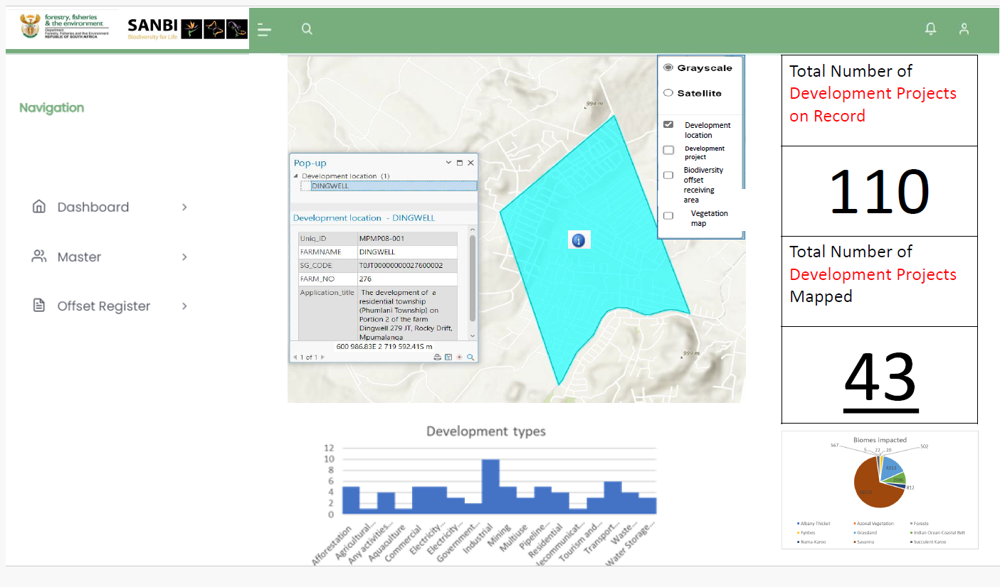 forestry, fisheries
& the environment
Department:
Forestry, Fisheries and the Environment
REPUBLIC OF SOUTH AFRICA
SANBI
Biodiversity for Life
Navigation
Dashboard
Master
Offset Register
994 m
999 m
Grayscale
Satellite
Development
location
Development
project
Biodiversity
offset
receiving
area
Vegetation
map
Pop-up
Development location (1)
DINGWELL
Development location - DINGWELL
Uniq_ID MPMP08-001
FARMNAME DINGWELL
SG_CODE T0JT00000000027600002
FARM_NO 276
Application_title The development of a
residential township
(Phumlani Township) on
Portion 2 of the farm
Dingwell 279 JT, Rocky Drift,
Mpumalanga
600 986.83E 2 719 592.41S m
1 of 1
Total Number of
Development Projects
on Record
110
Total Number of
Development Projects
Mapped
43
Development types
12
10
8
6
4
2
0
Afforestation
Agricultural...
Any activities...
Aquaculture
Commercial
Electricity...
Electricity...
Government...
Industrial
Mining
Multiuse
Pipeline...
Residential
lecommunicat...
Tourism and...
Transport...
Waste...
Water Storage...
Biomes impacted
567
5
22
20
502
4333
2086
812
Albany Thicket
Azonal Vegetation
Forests
Fynbos
Grassland
Indian Ocean Coastal Belt
Nama-Karoo
Savanna
Succulent Karoo